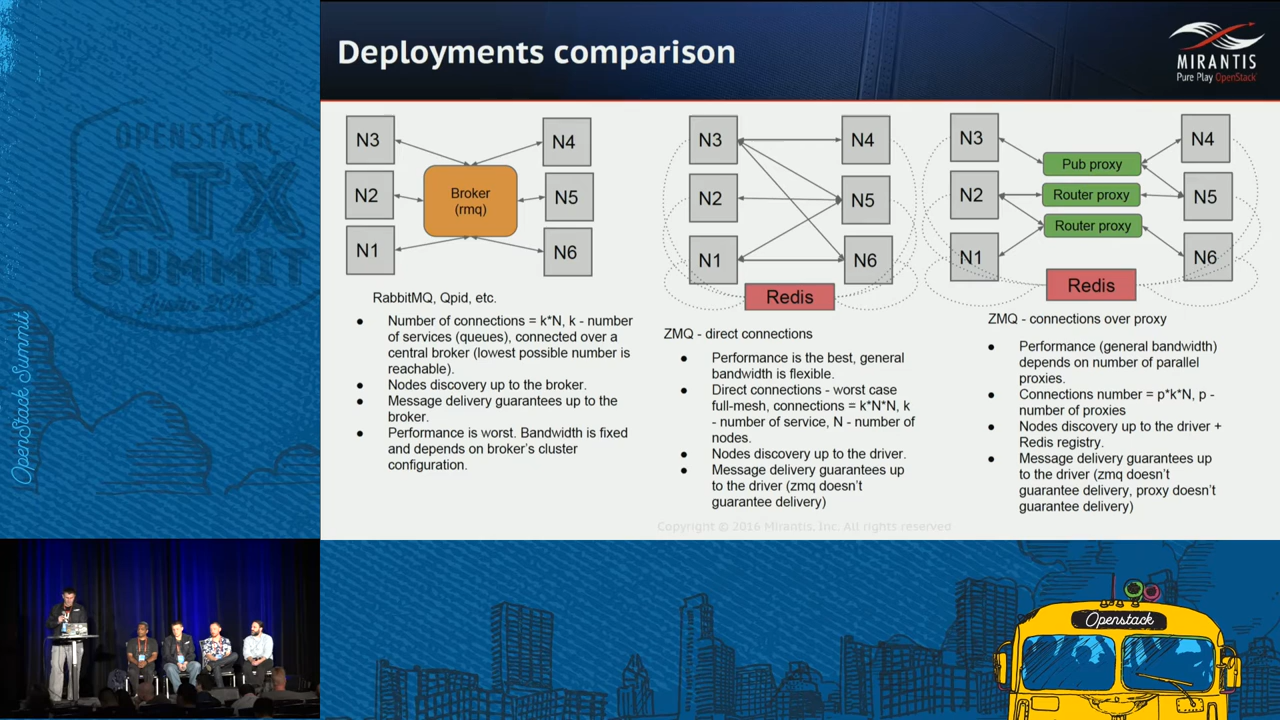 Deployments comparison
MIRANTIS
Pure Play OpenStack
OPENSTACK
ATX
SUMMIT
OpenStack Summit
N3
N4
Broker
(rmq)
N2
N5
N1
N6
RabbitMQ, Qpid, etc.
● Number of connections = k*N, k - number
of services (queues), connected over a
central broker (lowest possible number is
reachable).
● Nodes discovery up to the broker.
● Message delivery guarantees up to the
broker.
● Performance is worst. Bandwidth is fixed
and depends on broker's cluster
configuration.
N3
N4
N2
N5
N1
N6
Redis
ZMQ - direct connections
● Performance is the best, general
bandwidth is flexible.
● Direct connections - worst case
full-mesh, connections = k*N*N, k
- number of service, N - number of
nodes.
● Nodes discovery up to the driver.
● Message delivery guarantees up
to the driver (zmq doesn't
guarantee delivery)
N3
N4
Pub proxy
N2
Router proxy
N5
Router proxy
N1
N6
Redis
ZMQ - connections over proxy
● Performance (general bandwidth)
depends on number of parallel
proxies.
● Connections number = p*k*N, p -
number of proxies
● Nodes discovery up to the driver +
Redis registry.
● Message delivery guarantees up
to the driver (zmq doesn't
guarantee delivery, proxy doesn't
guarantee delivery)
Copyright © 2016 Mirantis, Inc. All rights reserved
Openstack